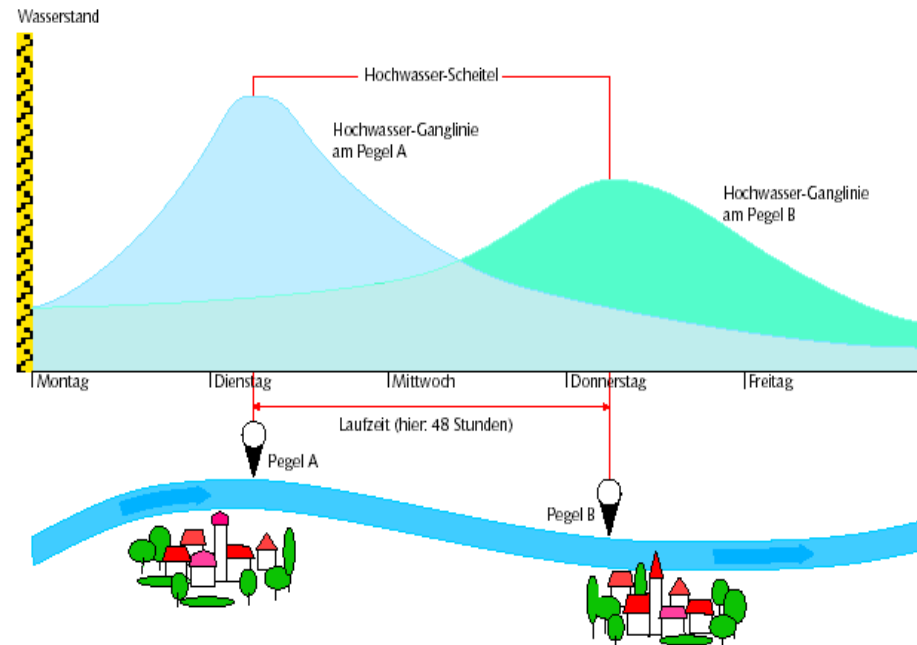 Wasserstand
Hochwasser-Scheitel
Hochwasser-Ganglinie
am Pegel A
Hochwasser-Ganglinie
am Pegel B
Montag
Dienstag
Mittwoch
Donnerstag
Freitag
Laufzeit (hier: 48 Stunden)
Pegel A
Pegel B